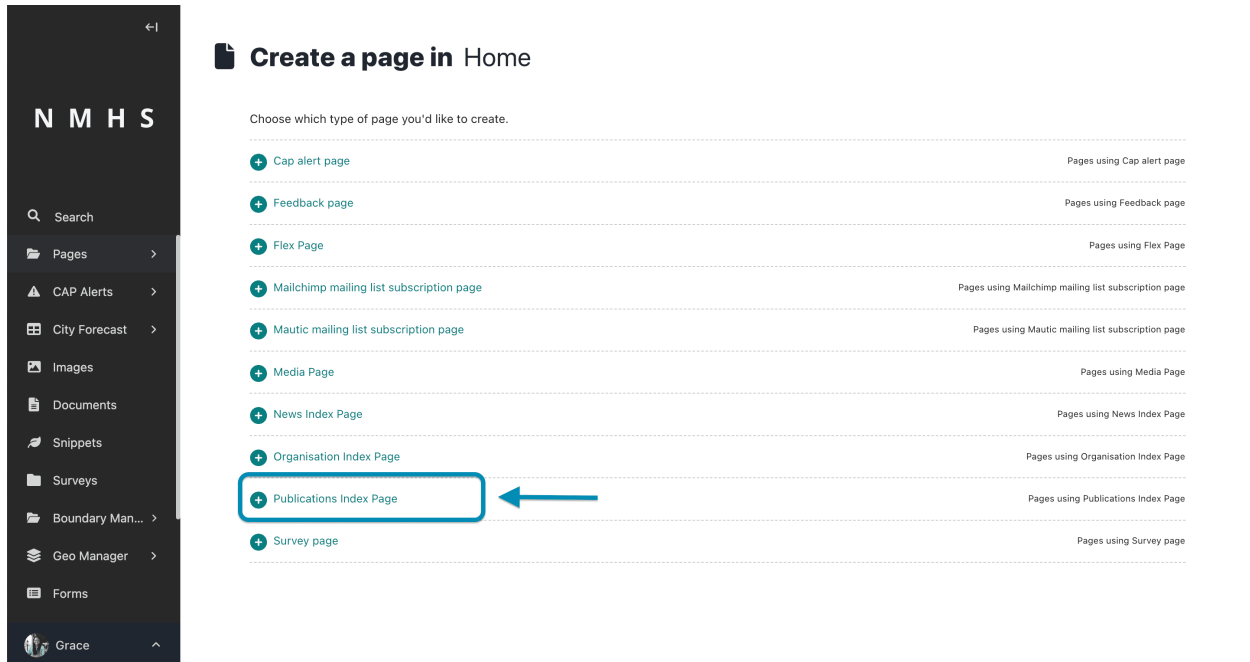 NMHS
Search
Pages
CAP Alerts
City Forecast
Images
Documents
Snippets
Surveys
Boundary Man...
Geo Manager
Forms
Grace
Create a page in Home
Choose which type of page you'd like to create.
Cap alert page Pages using Cap alert page
Feedback page Pages using Feedback page
Flex Page Pages using Flex Page
Mailchimp mailing list subscription page Pages using Mailchimp mailing list subscription page
Mautic mailing list subscription page Pages using Mautic mailing list subscription page
Media Page Pages using Media Page
News Index Page Pages using News Index Page
Organisation Index Page Pages using Organisation Index Page
Publications Index Page Pages using Publications Index Page
Survey page Pages using Survey page